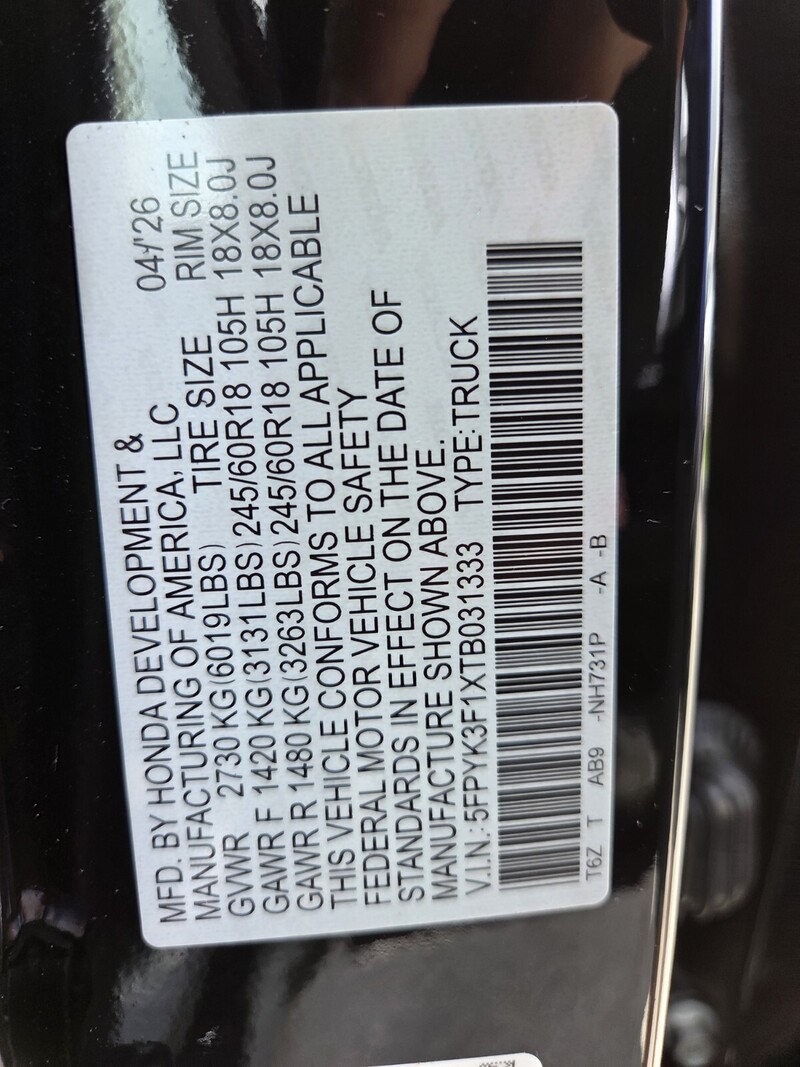 MFD. BY HONDA DEVELOPMENT &
MANUFACTURING OF AMERICA, LLC 04/'26
GVWR 2730 KG(6019LBS) TIRE SIZE RIM SIZE
GAWR F 1420 KG(3131LBS) 245/60R18 105H 18X8.0J
GAWR R 1480 KG(3263LBS) 245/60R18 105H 18X8.0J
THIS VEHICLE CONFORMS TO ALL APPLICABLE
FEDERAL MOTOR VEHICLE SAFETY
STANDARDS IN EFFECT ON THE DATE OF
MANUFACTURE SHOWN ABOVE.
V.I.N.:5FPYK3F1XTB031333 TYPE:TRUCK
T6Z T AB9 -NH731P -A -B